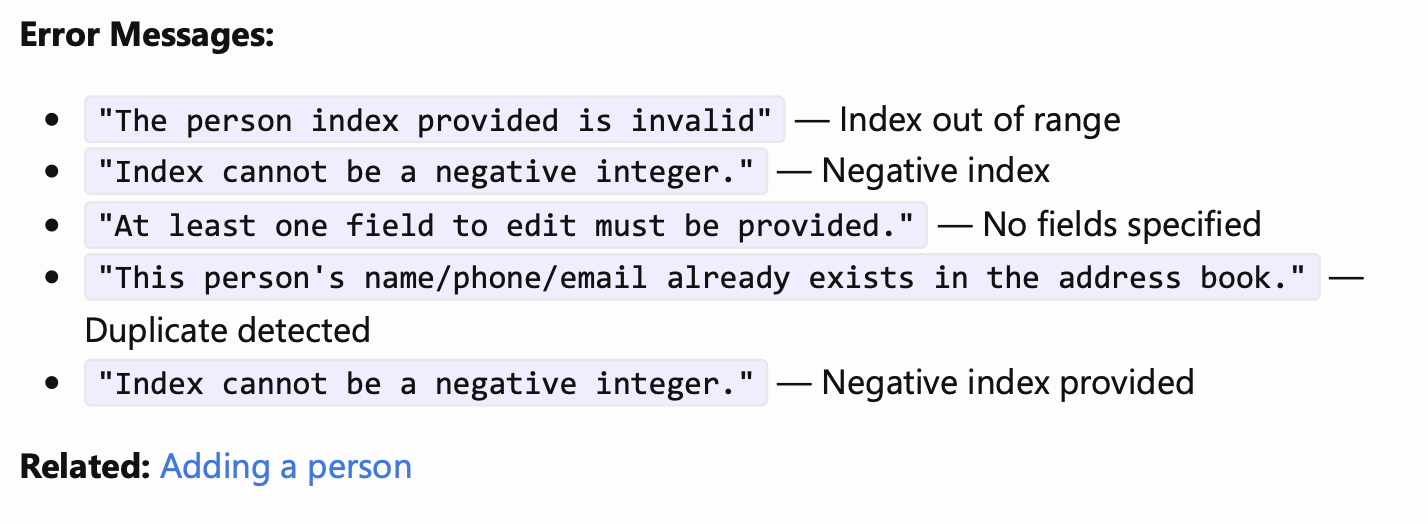 Error Messages:
• "The person index provided is invalid" — Index out of range
• "Index cannot be a negative integer." — Negative index
• "At least one field to edit must be provided." — No fields specified
• "This person's name/phone/email already exists in the address book." —
Duplicate detected
• "Index cannot be a negative integer." — Negative index provided
Related: Adding a person